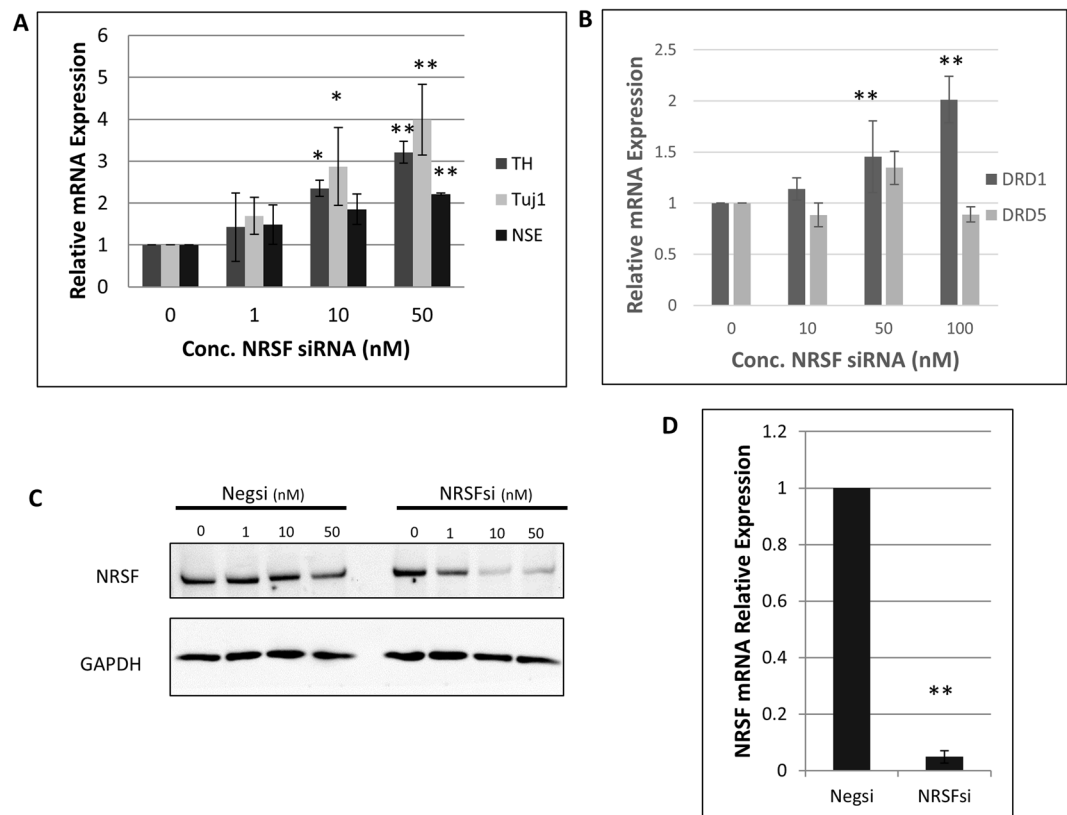 A
Relative mRNA Expression
6
5
4
3
2
1
0
**
*
**
*
**
TH
Tuj1
NSE
0 1 10 50
Conc. NRSF siRNA (nM)
B
Relative mRNA Expression
2.5
2
1.5
1
0.5
0
**
**
DRD1
DRD5
0 10 50 100
Conc. NRSF siRNA (nM)
C
Negsi (nM) NRSFsi (nM)
0 1 10 50 0 1 10 50
NRSF
GAPDH
D
NRSF mRNA Relative Expression
1.2
1
0.8
0.6
0.4
0.2
0
**
Negsi NRSFsi